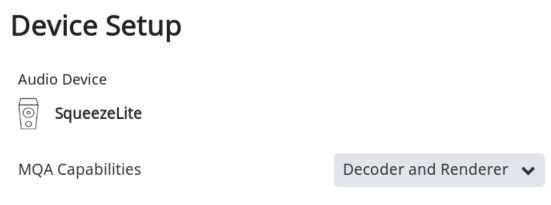 Device Setup
Audio Device
SqueezeLite
MQA Capabilities Decoder and Renderer